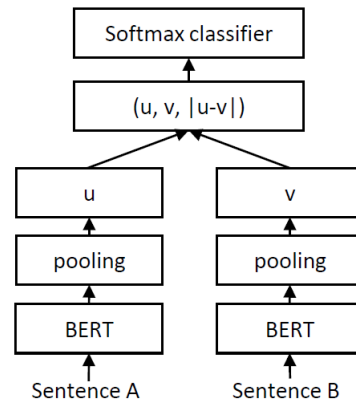 Softmax classifier
(u, v, |u-v|)
u
v
pooling
pooling
BERT
BERT
Sentence A
Sentence B